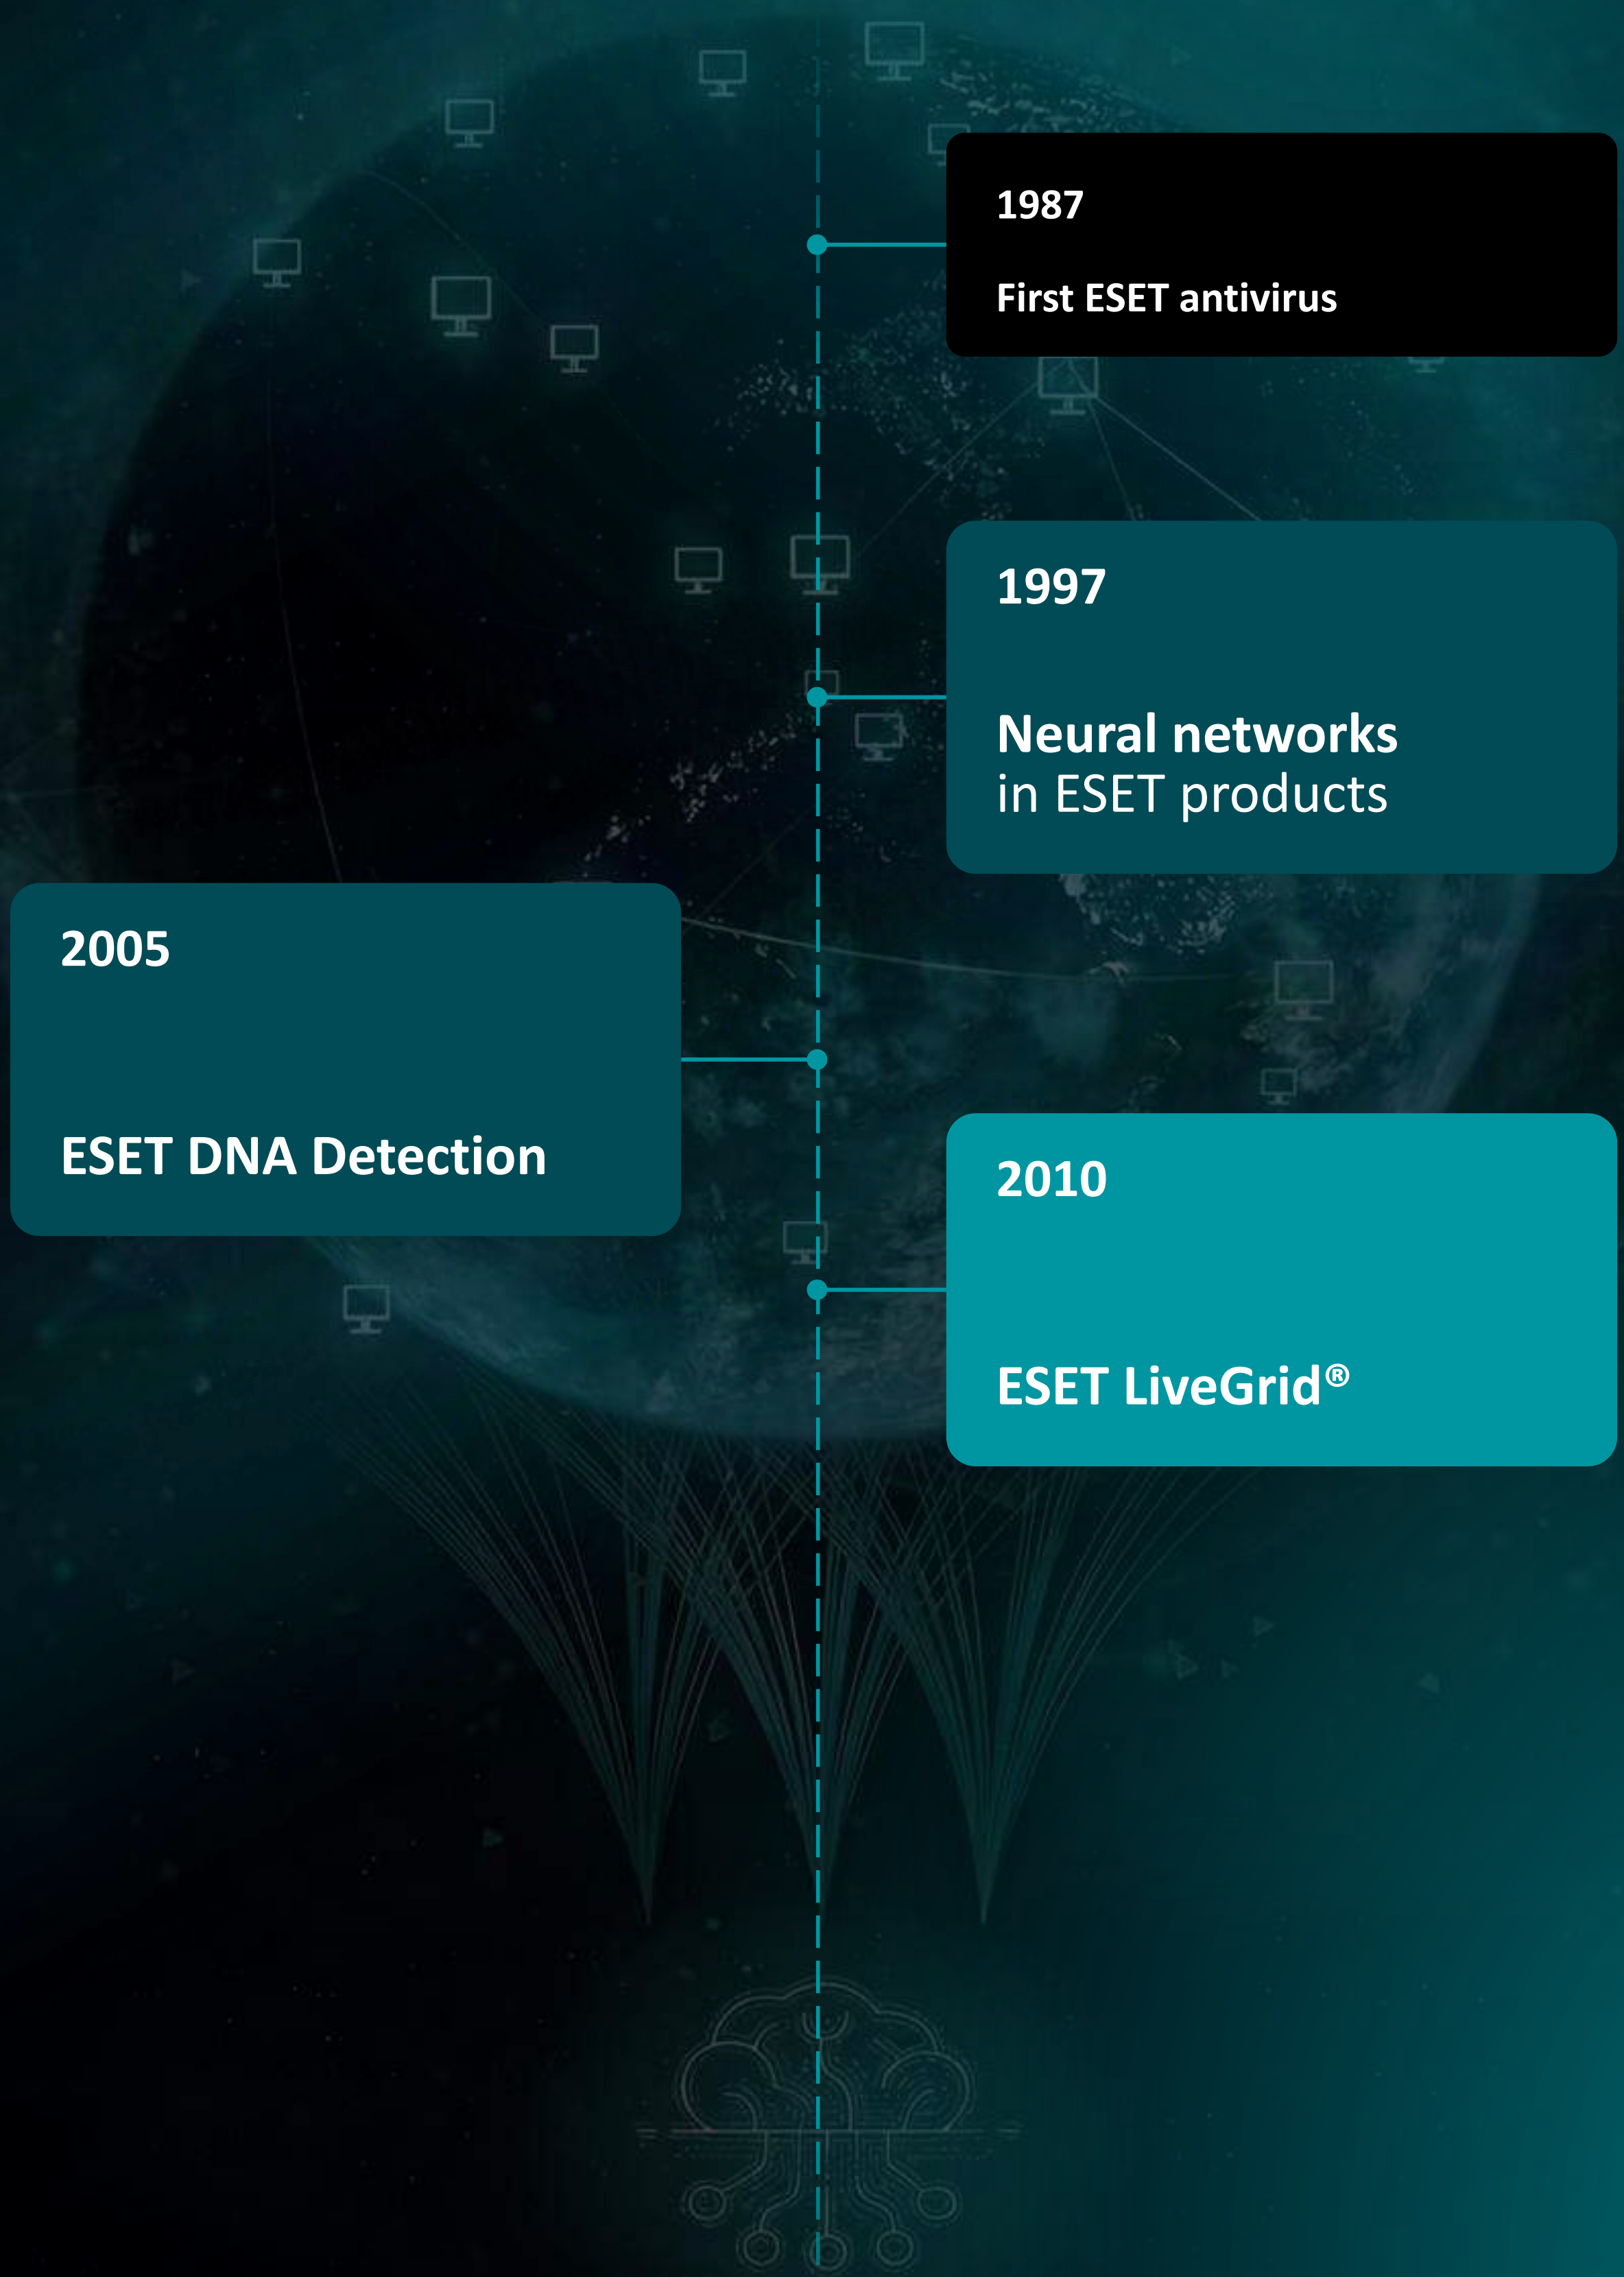 1987
First ESET antivirus
1997
Neural networks
in ESET products
2005
ESET DNA Detection
2010
ESET LiveGrid®